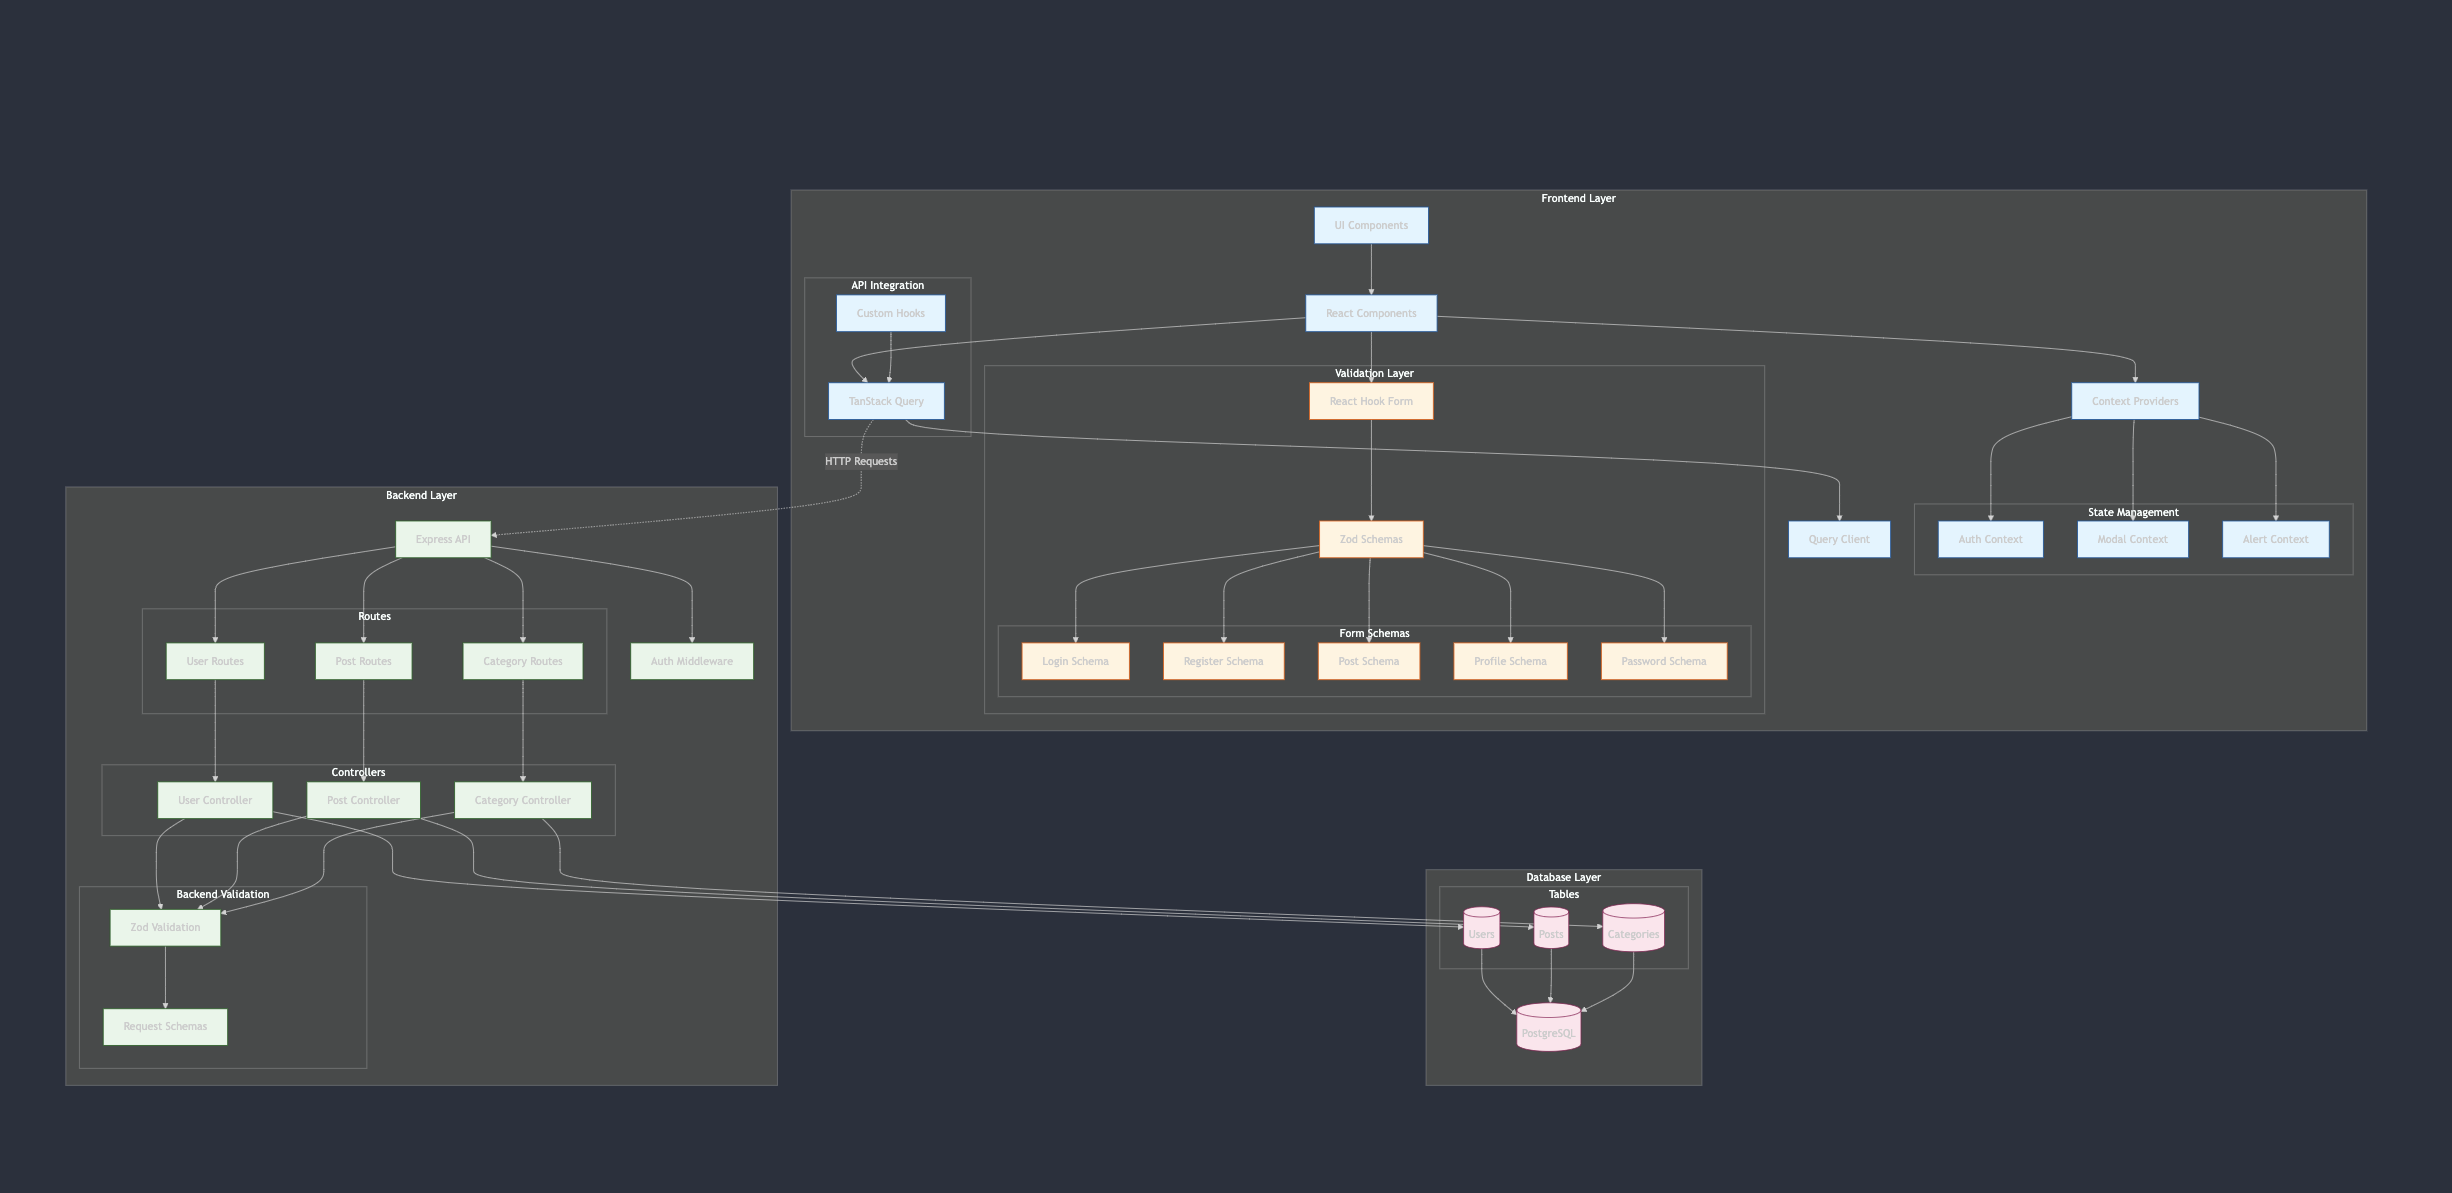 Frontend Layer
UI Components
API Integration
Custom Hooks
React Components
Validation Layer
TanStack Query
React Hook Form
Context Providers
HTTP Requests
Backend Layer
State Management
Express API
Zod Schemas
Query Client
Auth Context
Modal Context
Alert Context
Routes
Form Schemas
User Routes
Post Routes
Category Routes
Auth Middleware
Login Schema
Register Schema
Post Schema
Profile Schema
Password Schema
Controllers
User Controller
Post Controller
Category Controller
Database Layer
Backend Validation
Tables
Zod Validation
Users
Posts
Categories
Request Schemas
PostgreSQL